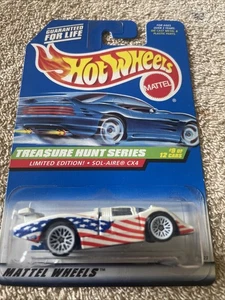 GUARANTEED
FOR LIFE
Hot Wheels
MATTEL
TREASURE HUNT SERIES
LIMITED EDITION! • SOL-AIRE CX4
#9 OF
12 CARS
MATTEL WHEELS